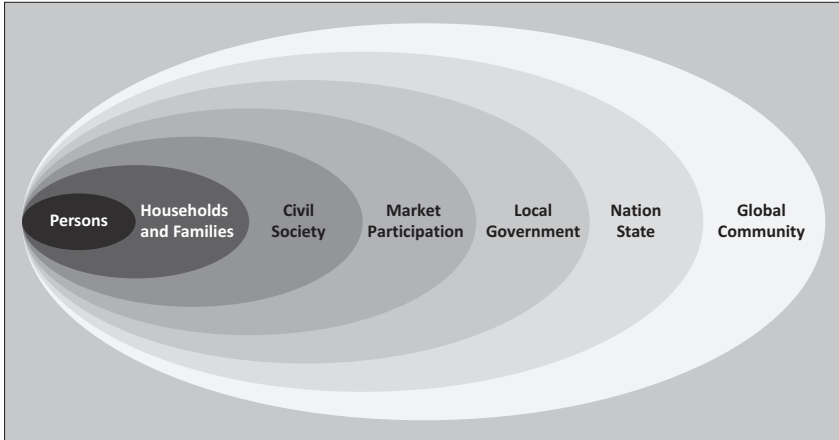 Persons
Households
and Families
Civil
Society
Market
Participation
Local
Government
Nation
State
Global
Community